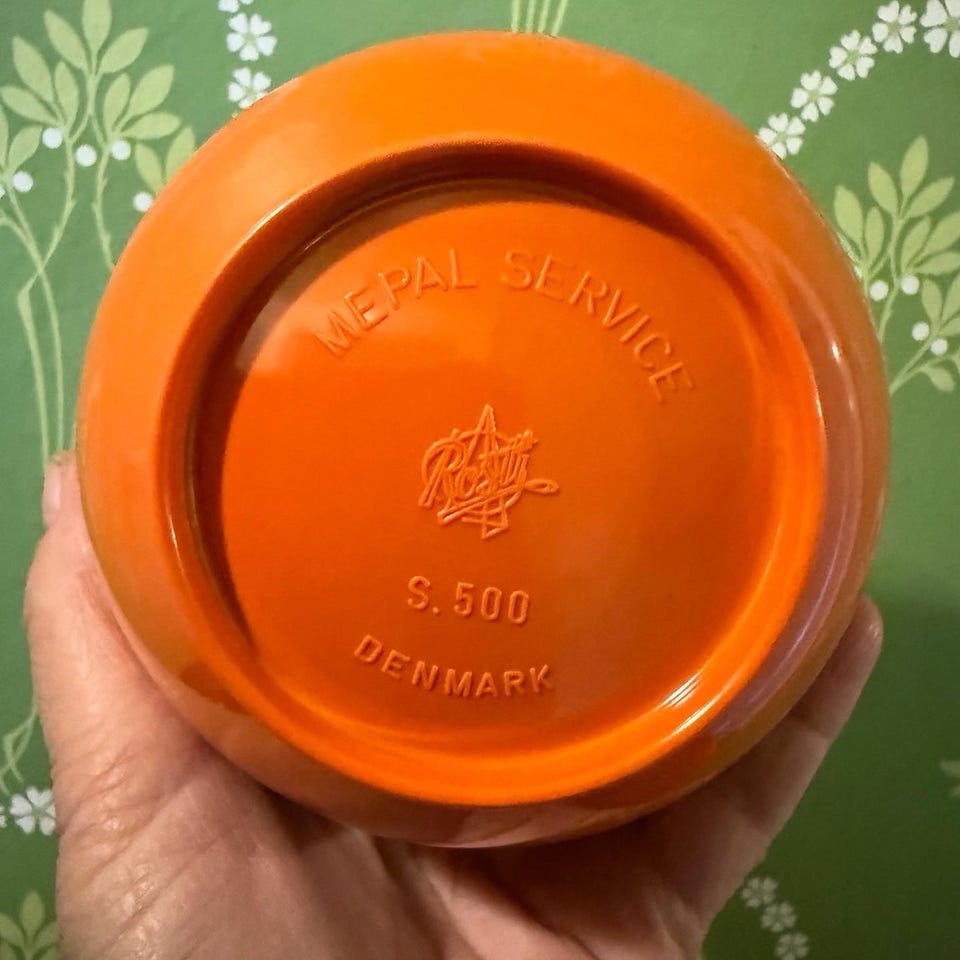 MEPAL SERVICE
Rosti
S. 500
DENMARK